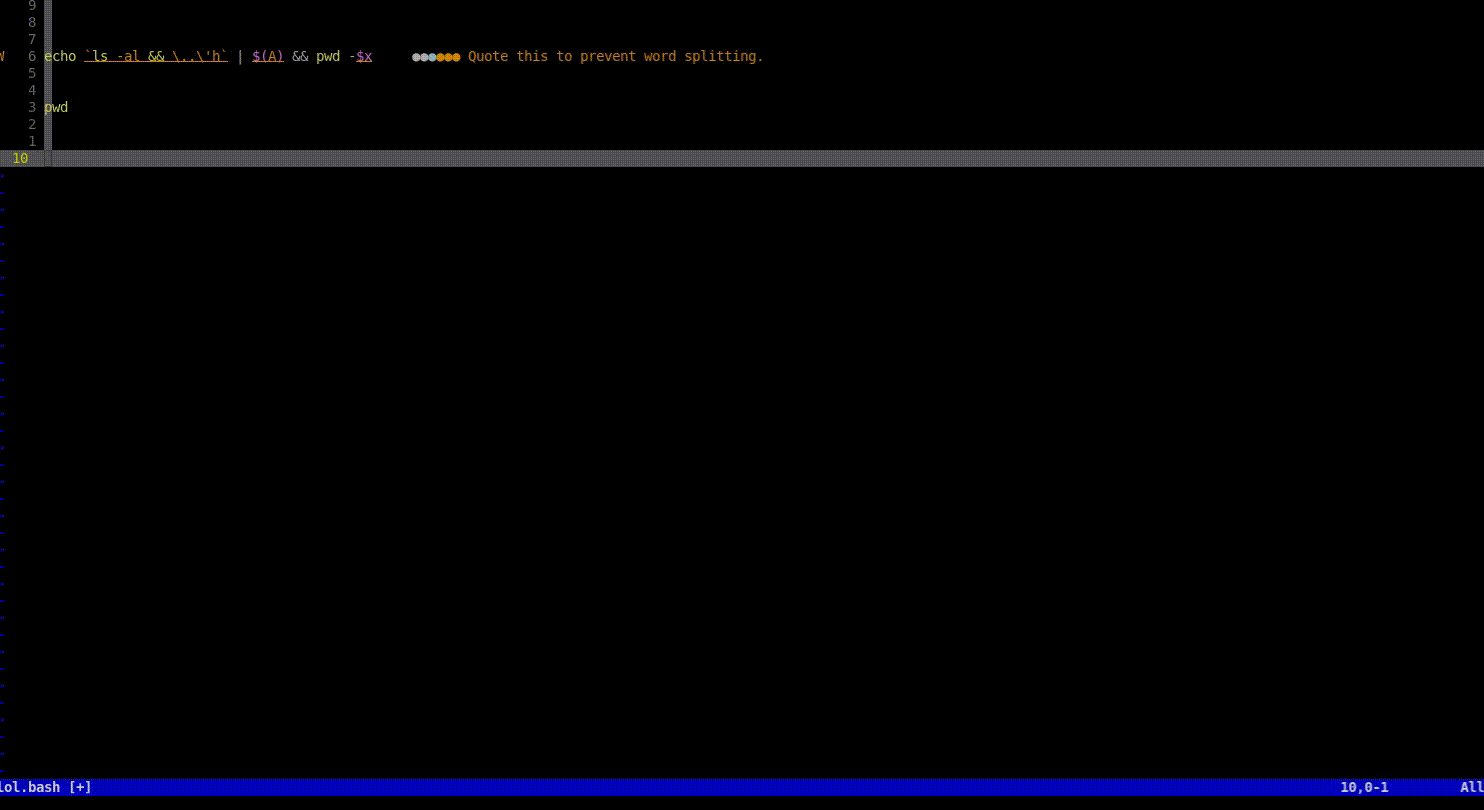 9
8
7
W 6 echo `ls -al && \..\'h` | $(A) && pwd -$x ●●●●●● Quote this to prevent word splitting.
5
4
3 pwd
2
1
10
lol.bash [+] 10,0-1 All